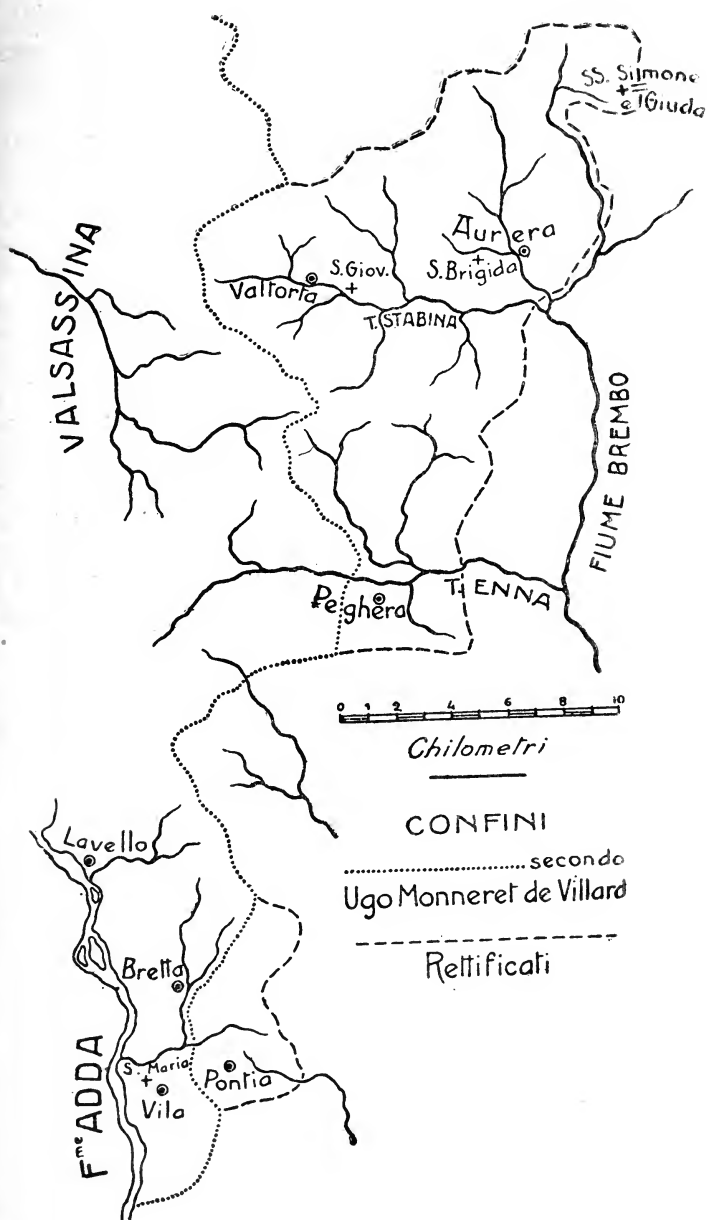 SS. Simone
e Giuda
Aurera
VALSASSINA
S. Giov.
S. Brigida
Valtorta
T. STABINA
FIUME BREMBO
T. ENNA
Peghera
0 1 2 4 6 8 10
Chilometri
CONFINI
secondo
Ugo Monneret de Villard
Rettificati
Lavello
Bretta
Fme ADDA
S. Maria
Pontia
Vila